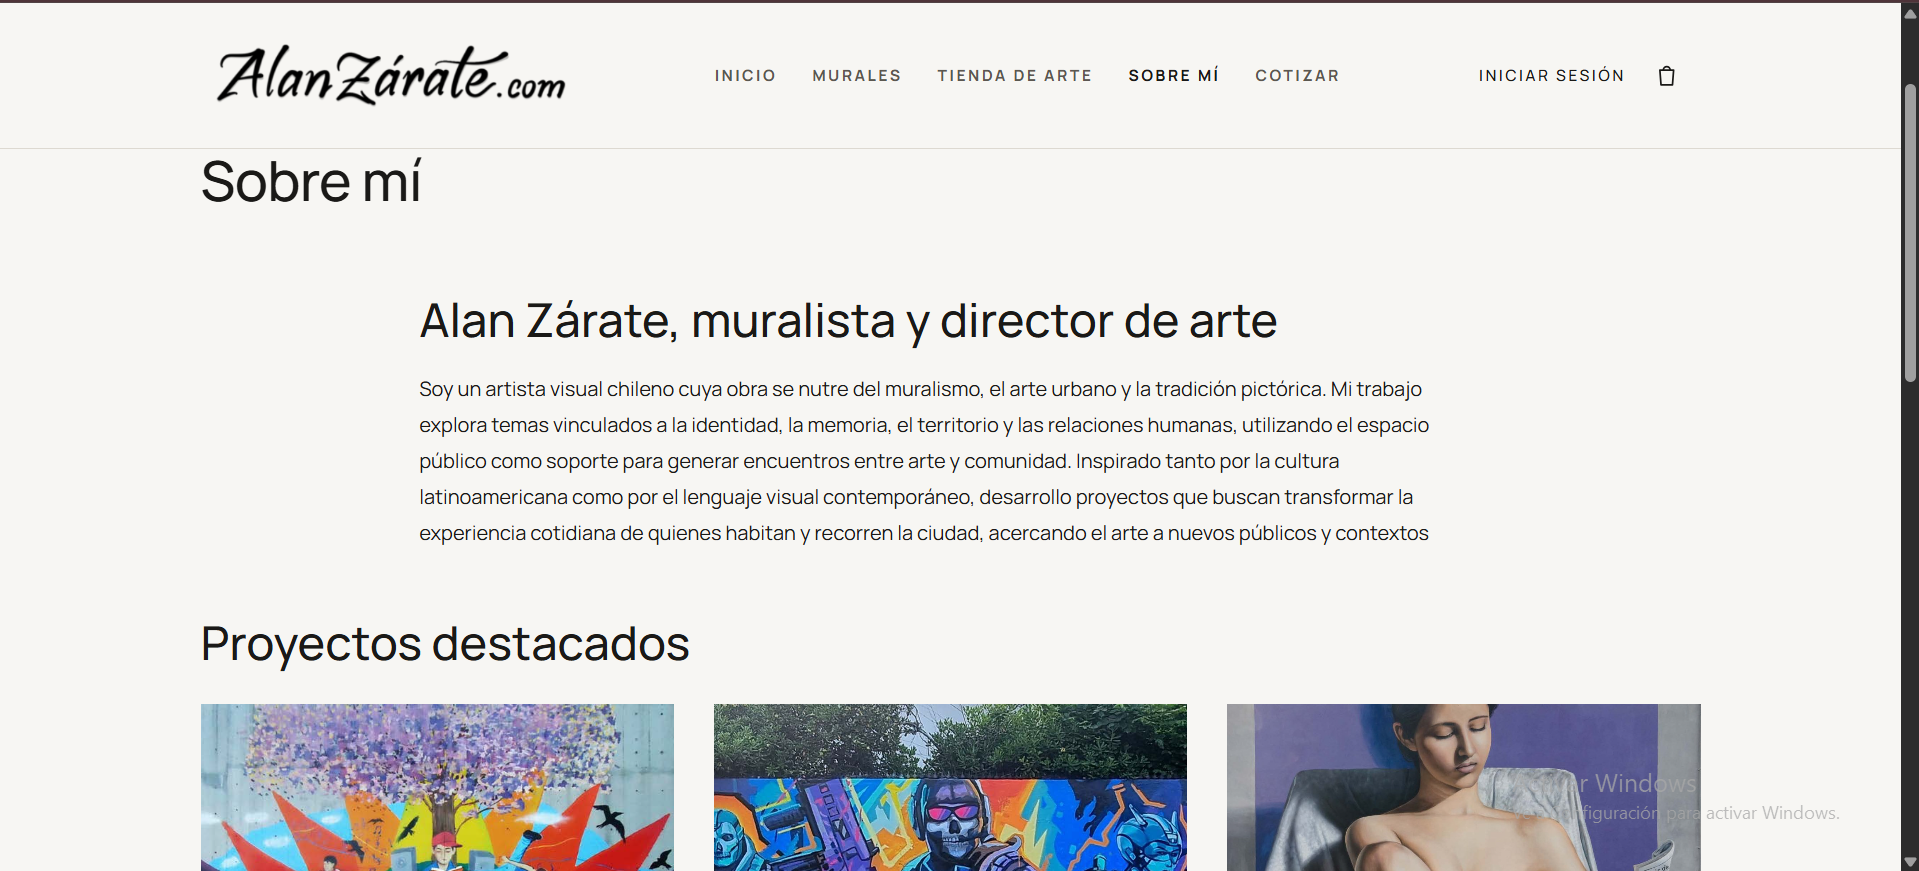 AlanZárate.com
INICIO
MURALES
TIENDA DE ARTE
SOBRE MÍ
COTIZAR
INICIAR SESIÓN
Sobre mí
Alan Zárate, muralista y director de arte
Soy un artista visual chileno cuya obra se nutre del muralismo, el arte urbano y la tradición pictórica. Mi trabajo
explora temas vinculados a la identidad, la memoria, el territorio y las relaciones humanas, utilizando el espacio
público como soporte para generar encuentros entre arte y comunidad. Inspirado tanto por la cultura
latinoamericana como por el lenguaje visual contemporáneo, desarrollo proyectos que buscan transformar la
experiencia cotidiana de quienes habitan y recorren la ciudad, acercando el arte a nuevos públicos y contextos
Proyectos destacados
Windows
para activar Windows.